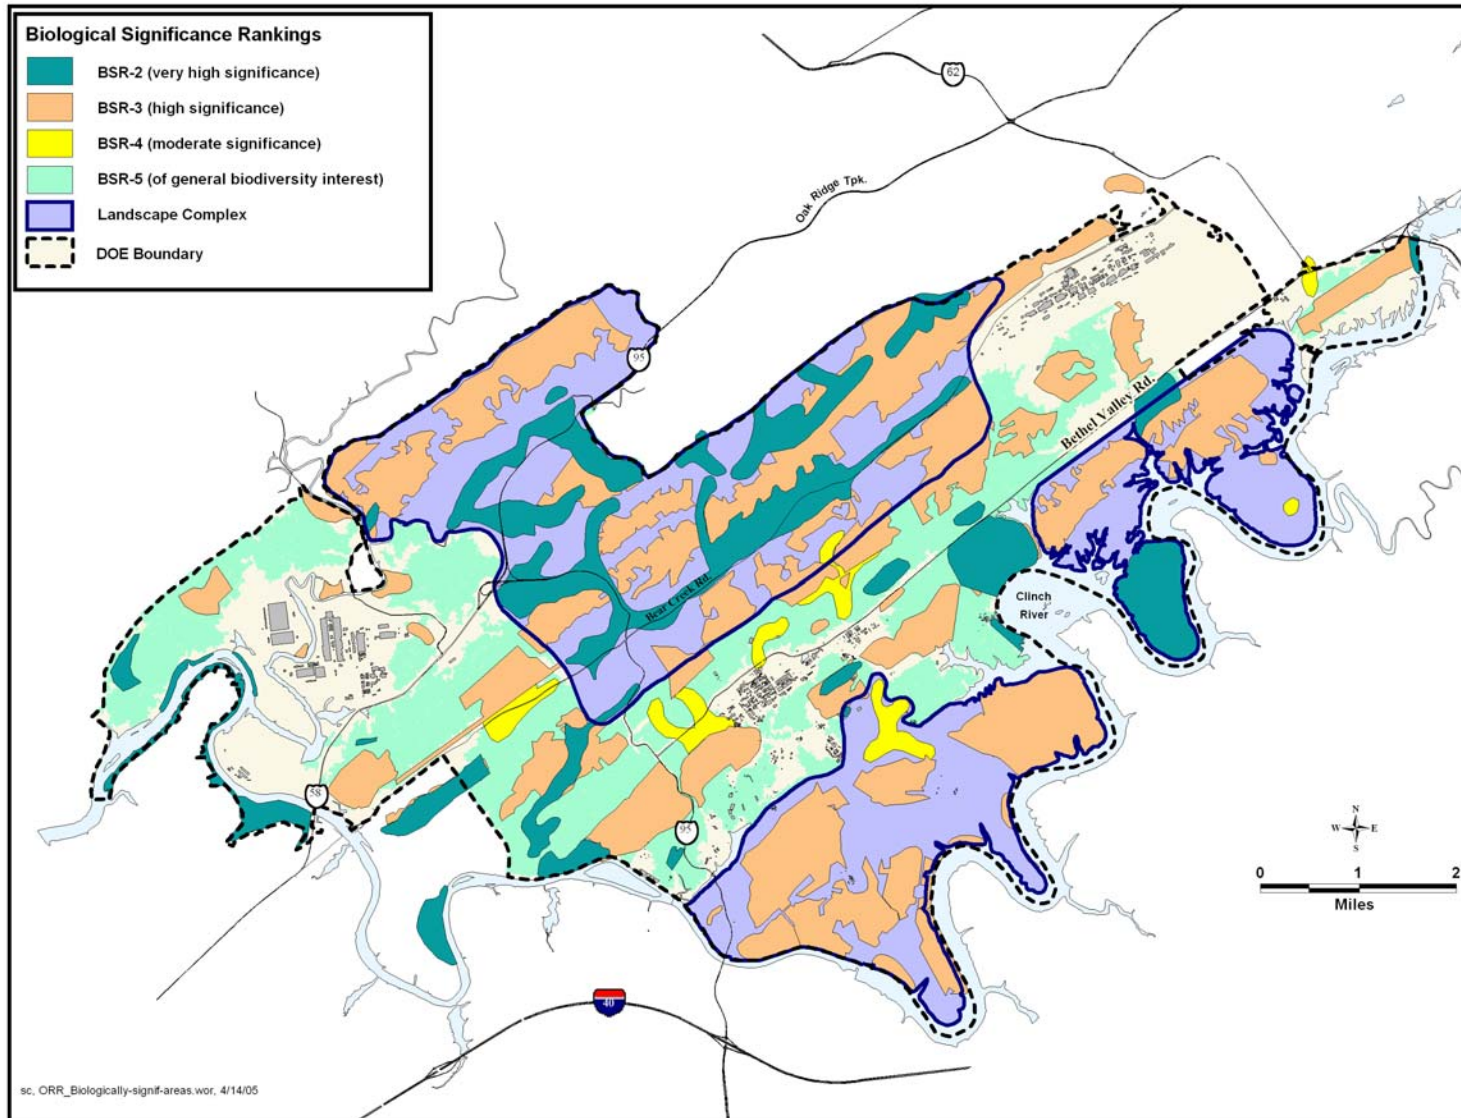 Biological Significance Rankings
BSR-2 (very high significance)
BSR-3 (high significance)
BSR-4 (moderate significance)
BSR-5 (of general biodiversity interest)
Landscape Complex
DOE Boundary
62
Oak Ridge Tpk.
95
Bethel Valley Rd.
Bear Creek Rd.
Clinch
River
58
95
40
N
W E
S
0 1 2
Miles
sc, ORR_Biologically-signif-areas.wor, 4/14/05